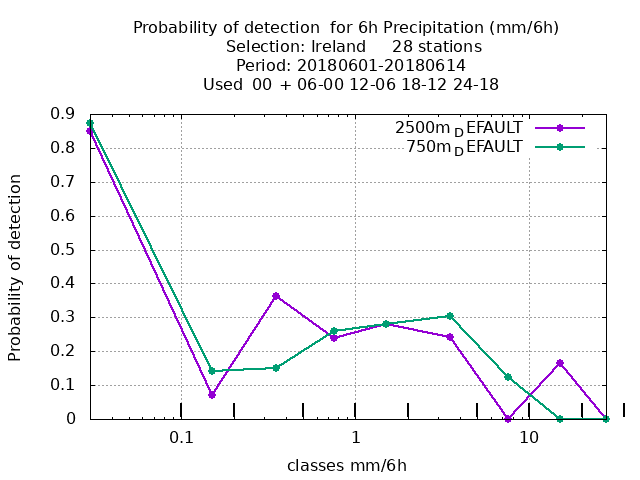 Probability of detection  for 6h Precipitation (mm/6h)
Selection: Ireland     28 stations
Period: 20180601-20180614
Used  00  + 06-00 12-06 18-12 24-18
2500m_DEFAULT
750m_DEFAULT
0.9
0.8
0.7
0.6
0.5
0.4
0.3
0.2
0.1
0
Probability of detection
0.1
1
10
classes mm/6h